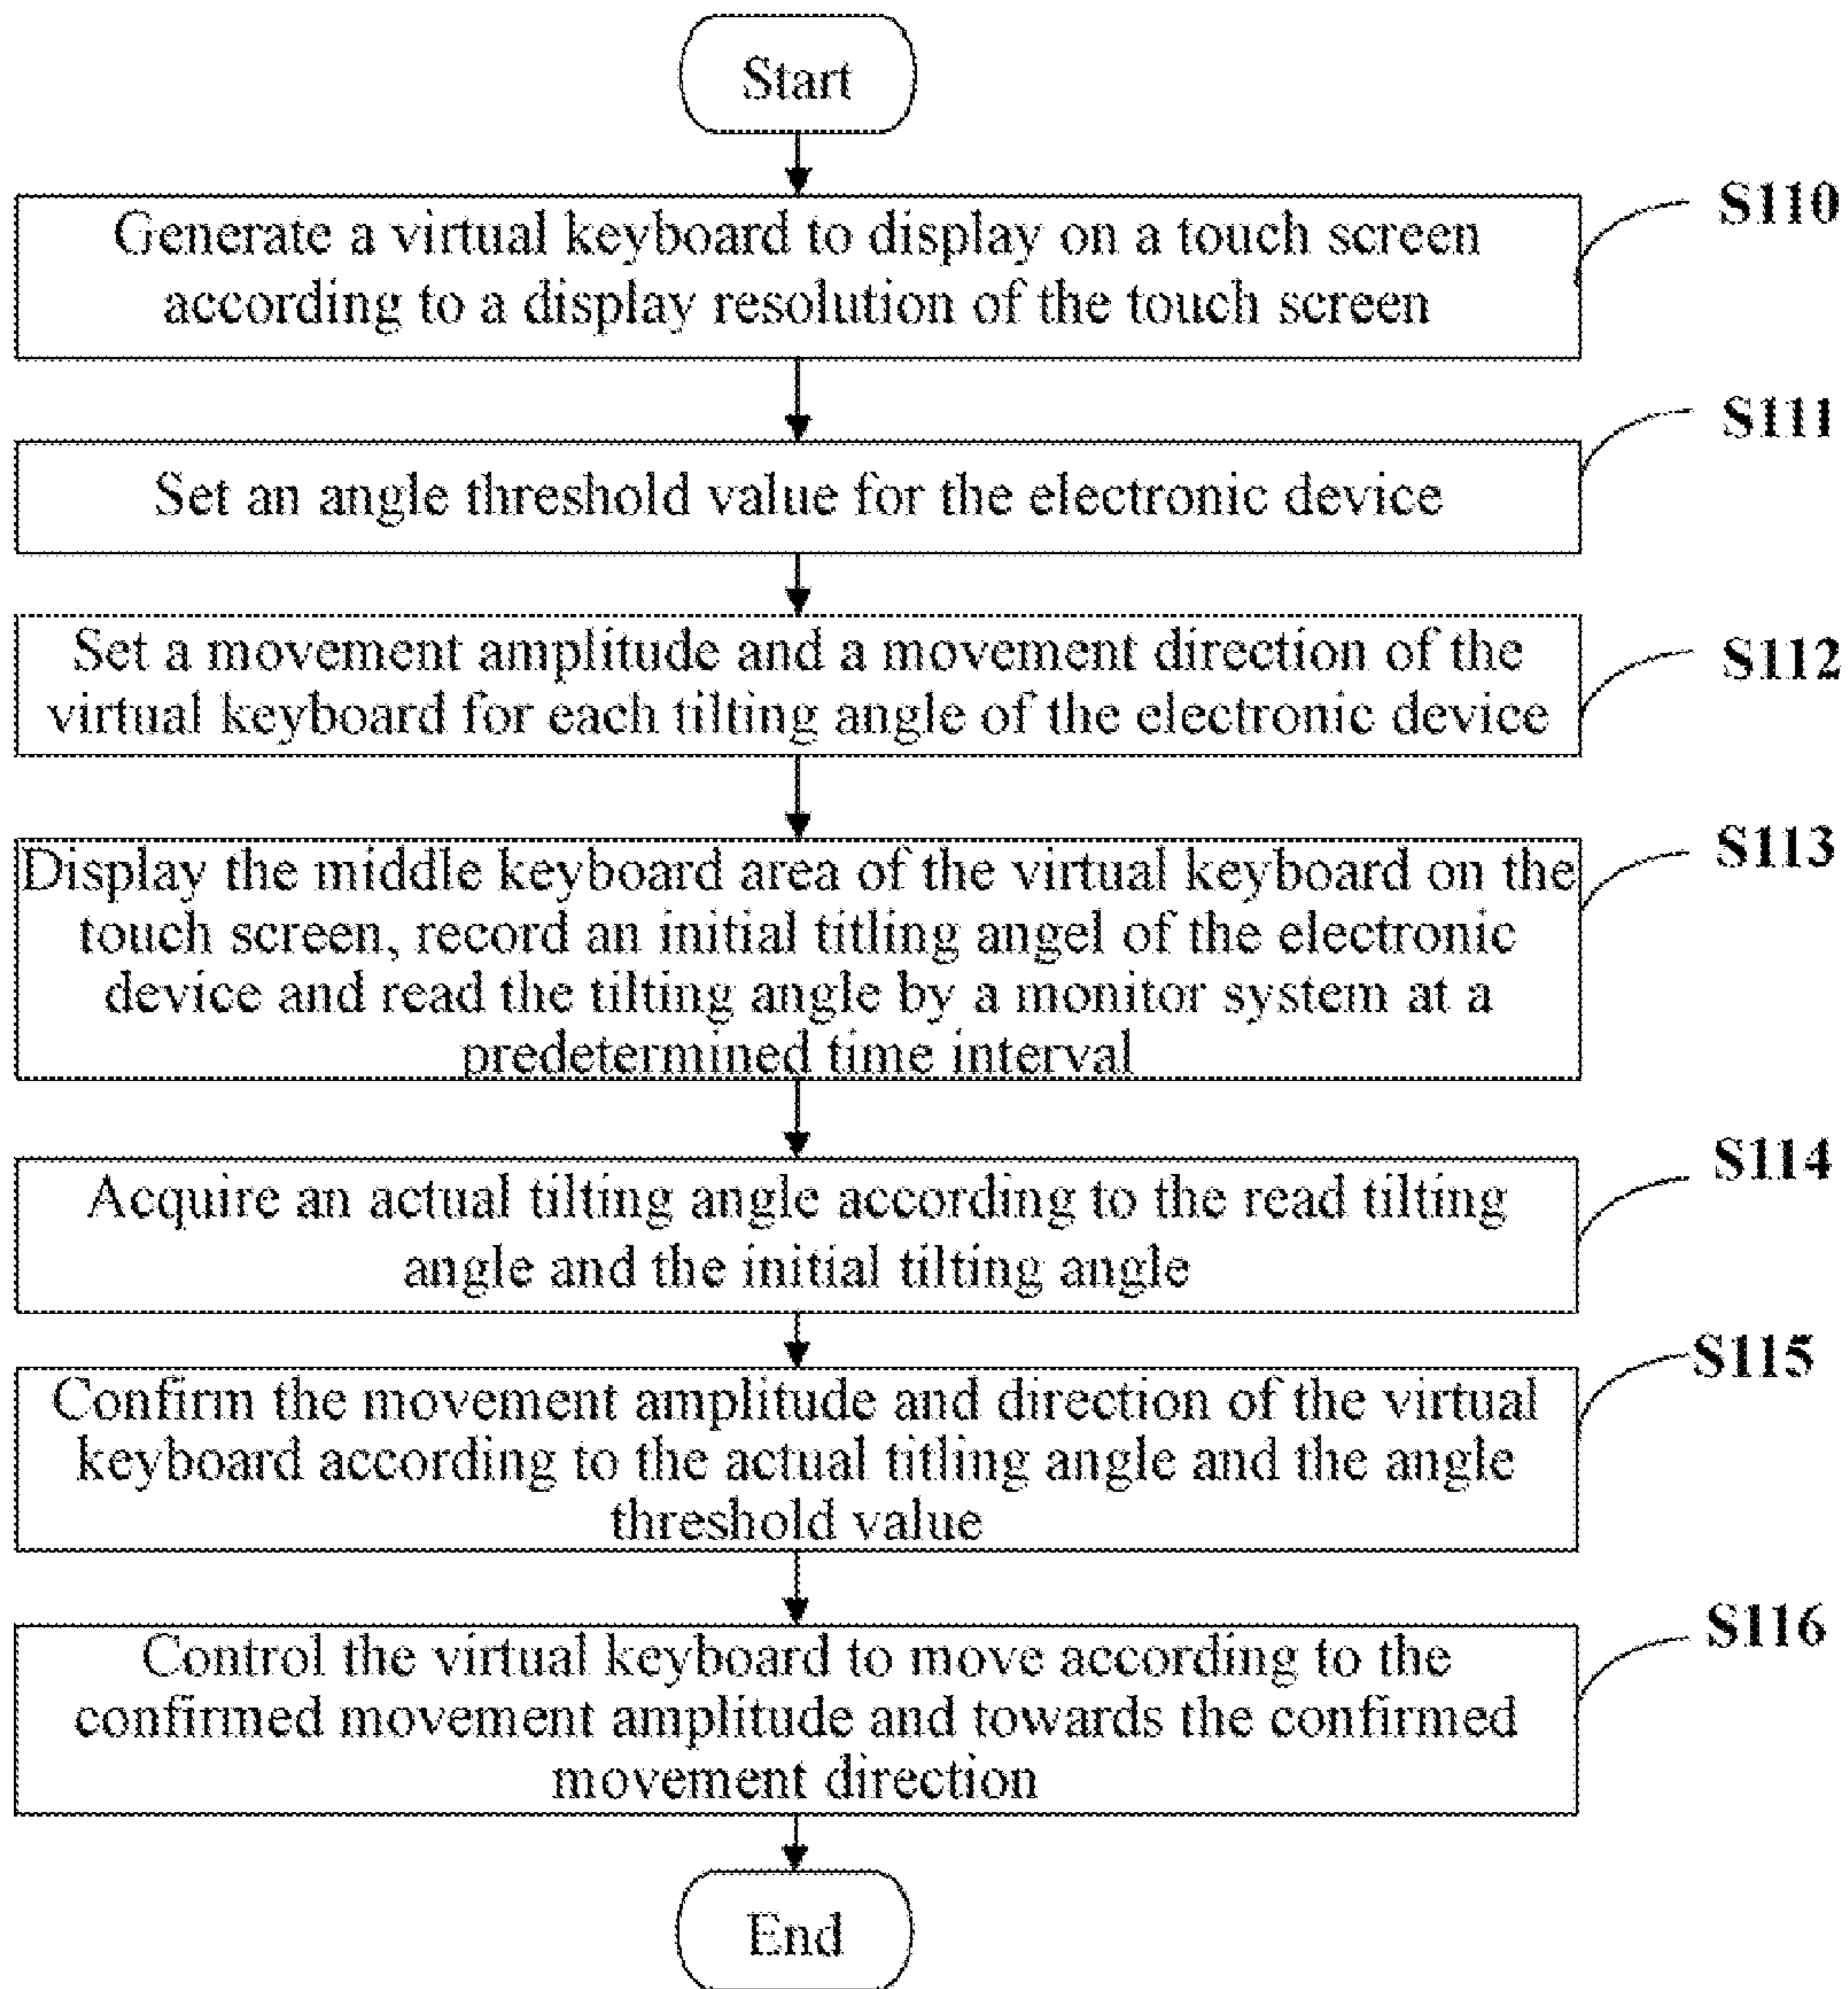 Start
Generate a virtual keyboard to display on a touch screen
according to a display resolution of the touch screen
S110
Set an angle threshold value for the electronic device
S111
Set a movement amplitude and a movement direction of the
virtual keyboard for each tilting angle of the electronic device
S112
Display the middle keyboard area of the virtual keyboard on the
touch screen, record an initial titling angel of the electronic
device and read the tilting angle by a monitor system at a
predetermined time interval
S113
Acquire an actual tilting angle according to the read tilting
angle and the initial tilting angle
S114
Confirm the movement amplitude and direction of the virtual
keyboard according to the actual titling angle and the angle
threshold value
S115
Control the virtual keyboard to move according to the
confirmed movement amplitude and towards the confirmed
movement direction
S116
End